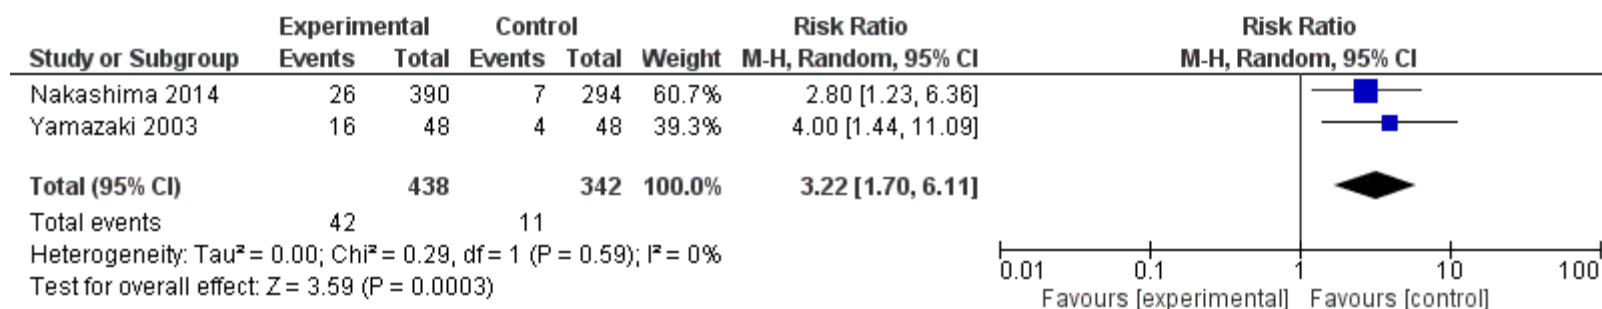 Experimental Control Risk Ratio Risk Ratio
Study or Subgroup Events Total Events Total Weight M-H, Random, 95% CI M-H, Random, 95% CI
Nakashima 2014 26 390 7 294 60.7% 2.80 [1.23, 6.36]
Yamazaki 2003 16 48 4 48 39.3% 4.00 [1.44, 11.09]
Total (95% CI) 438 342 100.0% 3.22 [1.70, 6.11]
Total events 42 11
Heterogeneity: Tau² = 0.00; Chi² = 0.29, df = 1 (P = 0.59); I² = 0%
Test for overall effect: Z = 3.59 (P = 0.0003)
0.01 0.1 1 10 100
Favours [experimental] Favours [control]